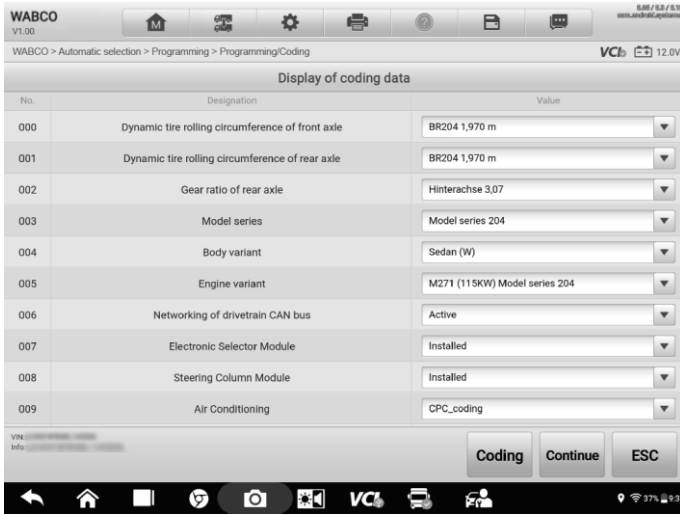 WABCO
V1.00
WABCO > Automatic selection > Programming > Programming/Coding
VCI 12.0V
Display of coding data
No. Designation Value
000 Dynamic tire rolling circumference of front axle BR204 1,970 m
001 Dynamic tire rolling circumference of rear axle BR204 1,970 m
002 Gear ratio of rear axle Hinterachse 3,07
003 Model series Model series 204
004 Body variant Sedan (W)
005 Engine variant M271 (115KW) Model series 204
006 Networking of drivetrain CAN bus Active
007 Electronic Selector Module Installed
008 Steering Column Module Installed
009 Air Conditioning CPC_coding
VIN:
Info:
Coding Continue ESC
VCI 37% 9:3